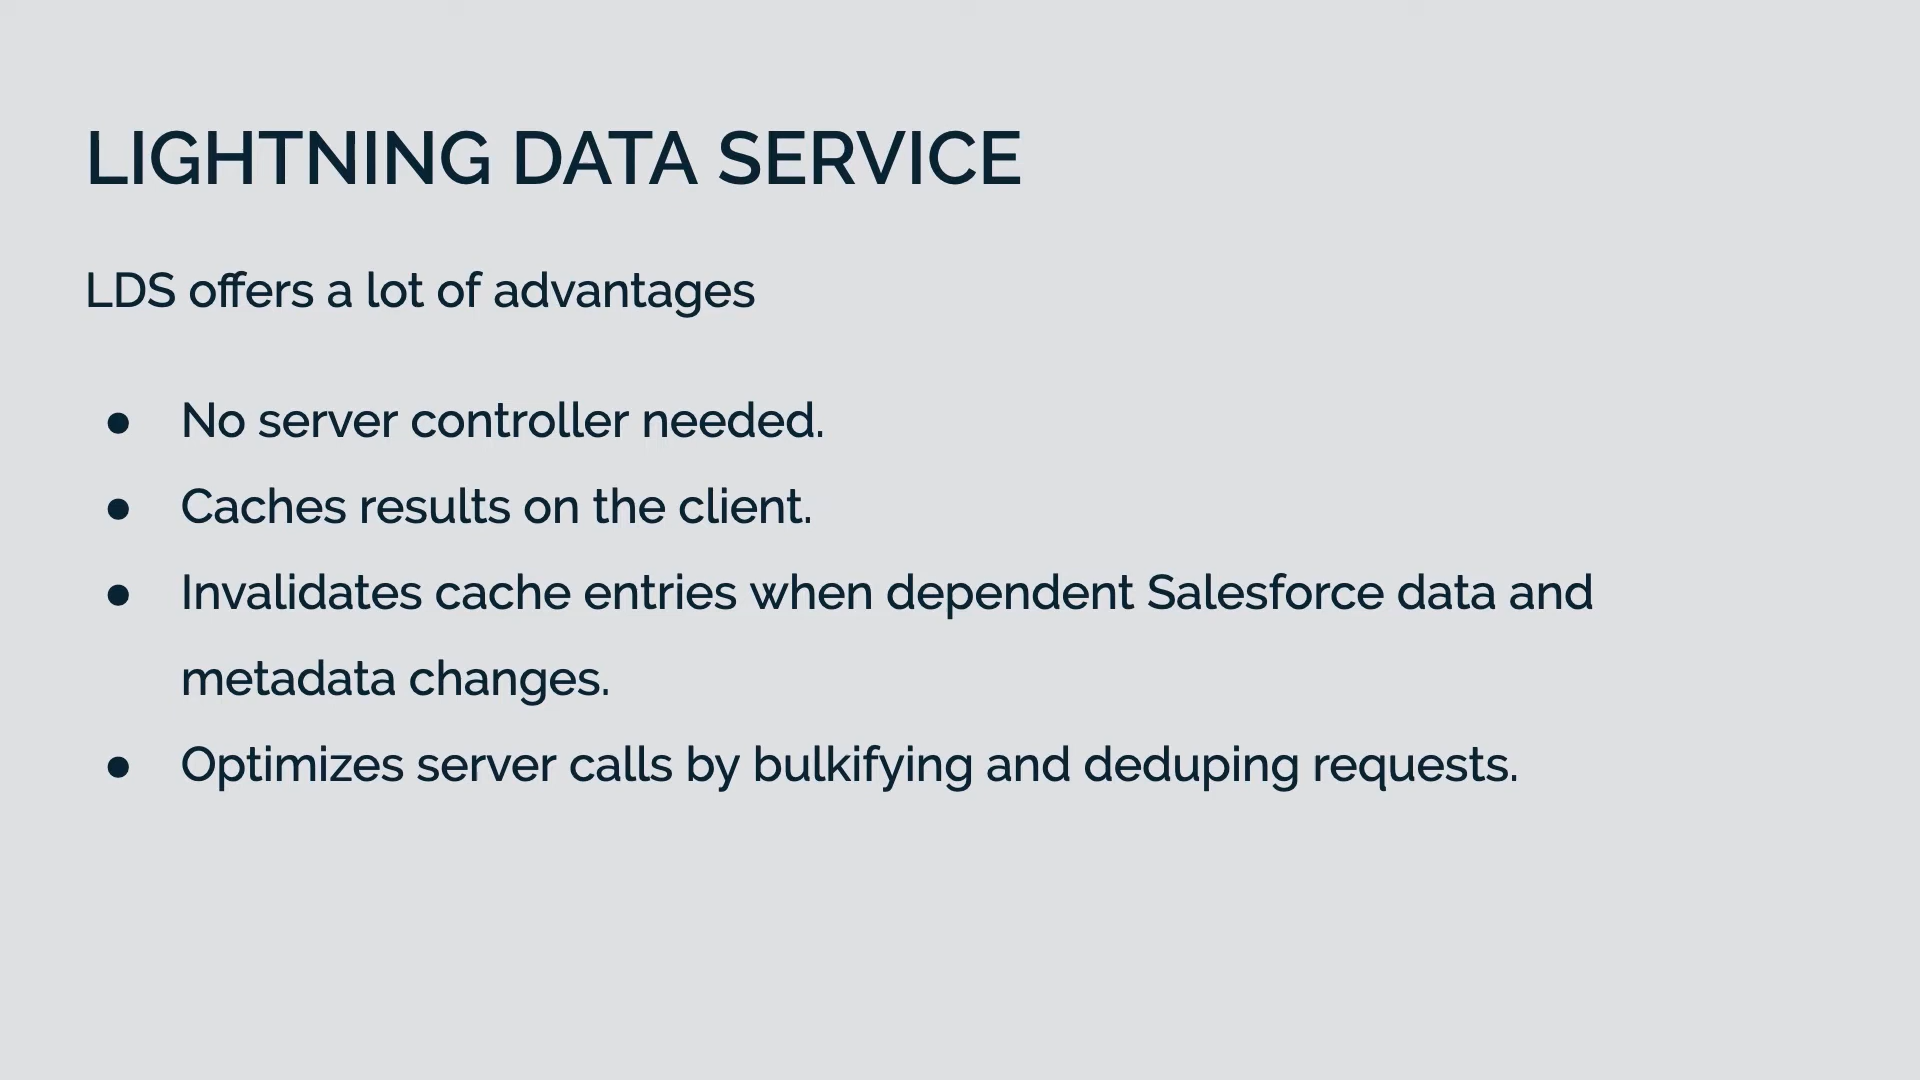 LIGHTNING DATA SERVICE
LDS offers a lot of advantages
● No server controller needed.
● Caches results on the client.
● Invalidates cache entries when dependent Salesforce data and
metadata changes.
● Optimizes server calls by bulkifying and deduping requests.